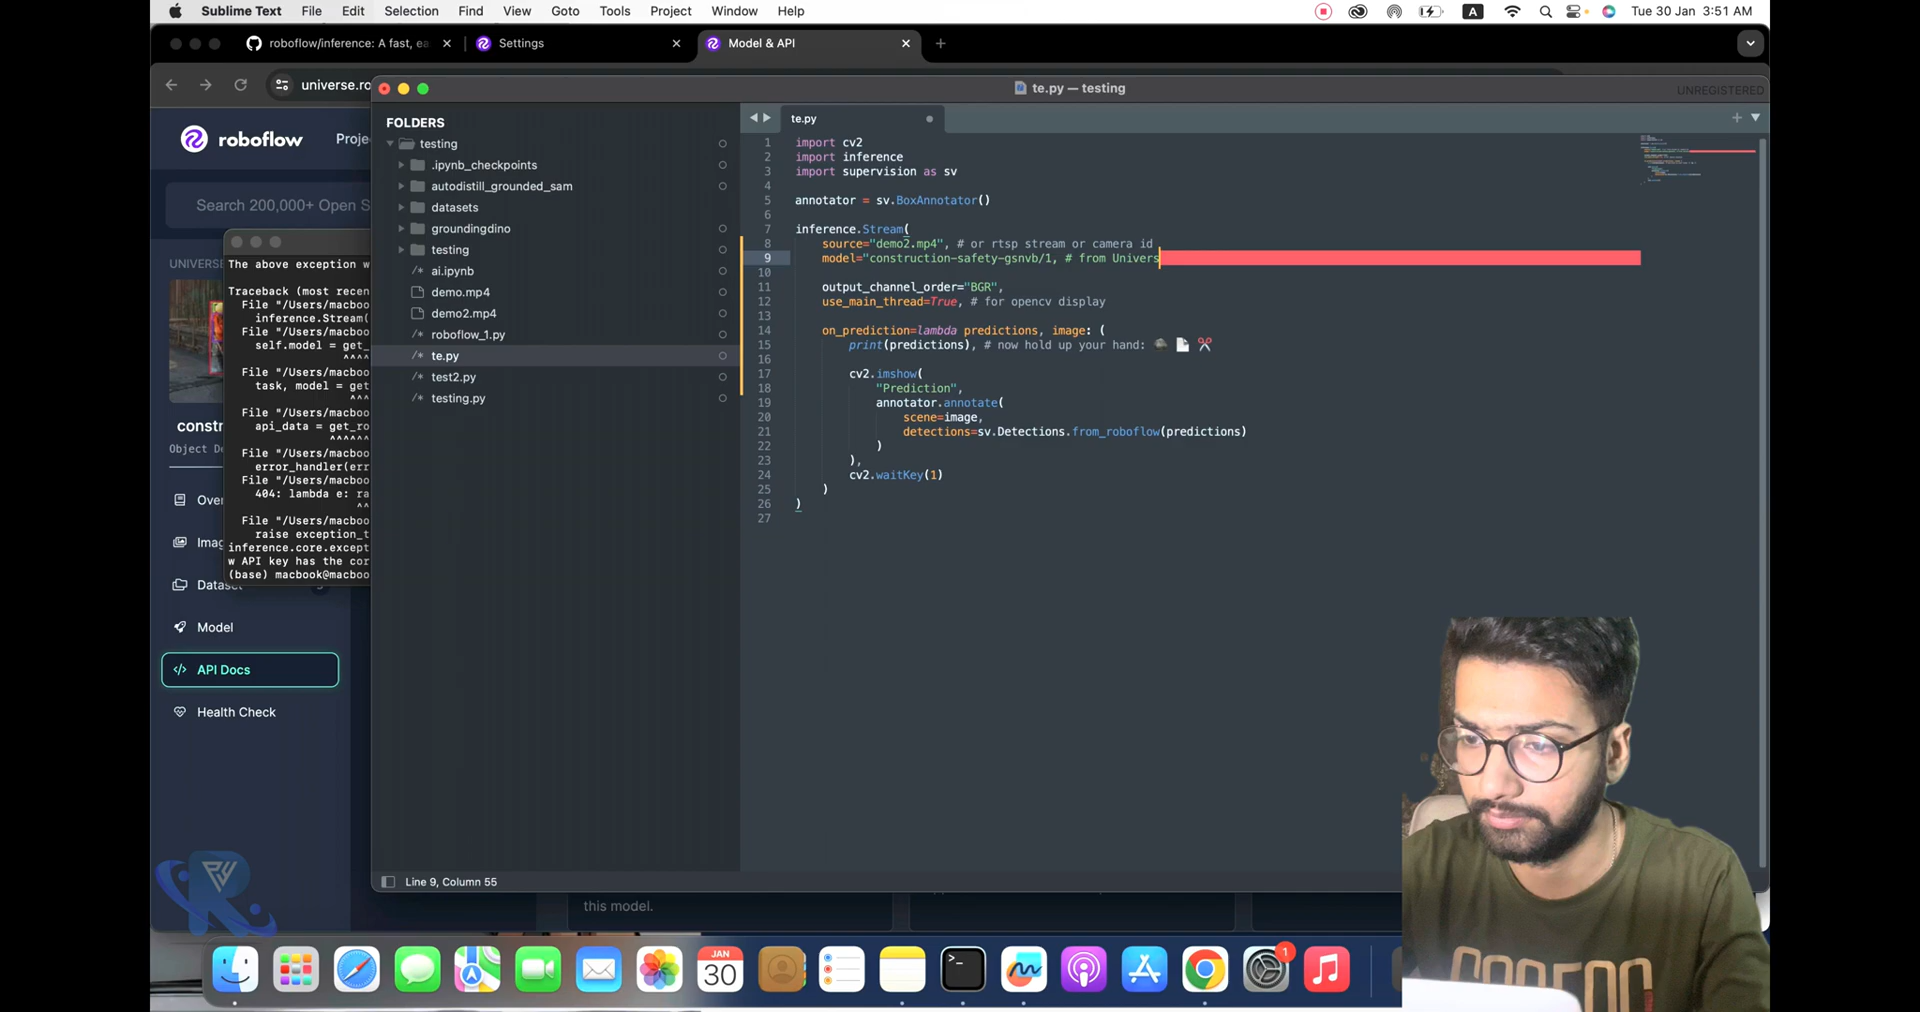 Sublime Text File Edit Selection Find View Goto Tools Project Window Help A Tue 30 Jan 3:51 AM
roboflow/inference: A fast, ea
Settings
Model & API
universe.ro
te.py — testing
UNREGISTERED
roboflow
Proje
Search 200,000+ Open S
UNIVERS
constr
Object De
Over
Imag
Datase
Model
API Docs
Health Check
The above exception w
Traceback (most recen
File "/Users/macboo
inference.Stream(
File "/Users/macboo
self.model = get_
^^^^
File "/Users/macboo
task, model = get
^^^
File "/Users/macboo
api_data = get_ro
^^^^^^
File "/Users/macboo
error_handler(err
File "/Users/macboo
404: lambda e: ra
^^
File "/Users/macboo
raise exception_t
inference.core.except
w API key has the cor
(base) macbook@macboo
FOLDERS
testing
.ipynb_checkpoints
autodistill_grounded_sam
datasets
groundingdino
testing
ai.ipynb
demo.mp4
demo2.mp4
/* roboflow_1.py
/* te.py
/* test2.py
/* testing.py
te.py
1 import cv2
2 import inference
3 import supervision as sv
4
5 annotator = sv.BoxAnnotator()
6
7 inference.Stream(
8 source="demo2.mp4", # or rtsp stream or camera id
9 model="construction-safety-gsnvb/1, # from Univers
10
11 output_channel_order="BGR",
12 use_main_thread=True, # for opencv display
13
14 on_prediction=lambda predictions, image: (
15 print(predictions), # now hold up your hand: 🪨 📄 ✂️
16
17 cv2.imshow(
18 "Prediction",
19 annotator.annotate(
20 scene=image,
21 detections=sv.Detections.from_roboflow(predictions)
22 )
23 ),
24 cv2.waitKey(1)
25 )
26 )
27
Line 9, Column 55
this model.
JAN
30
1